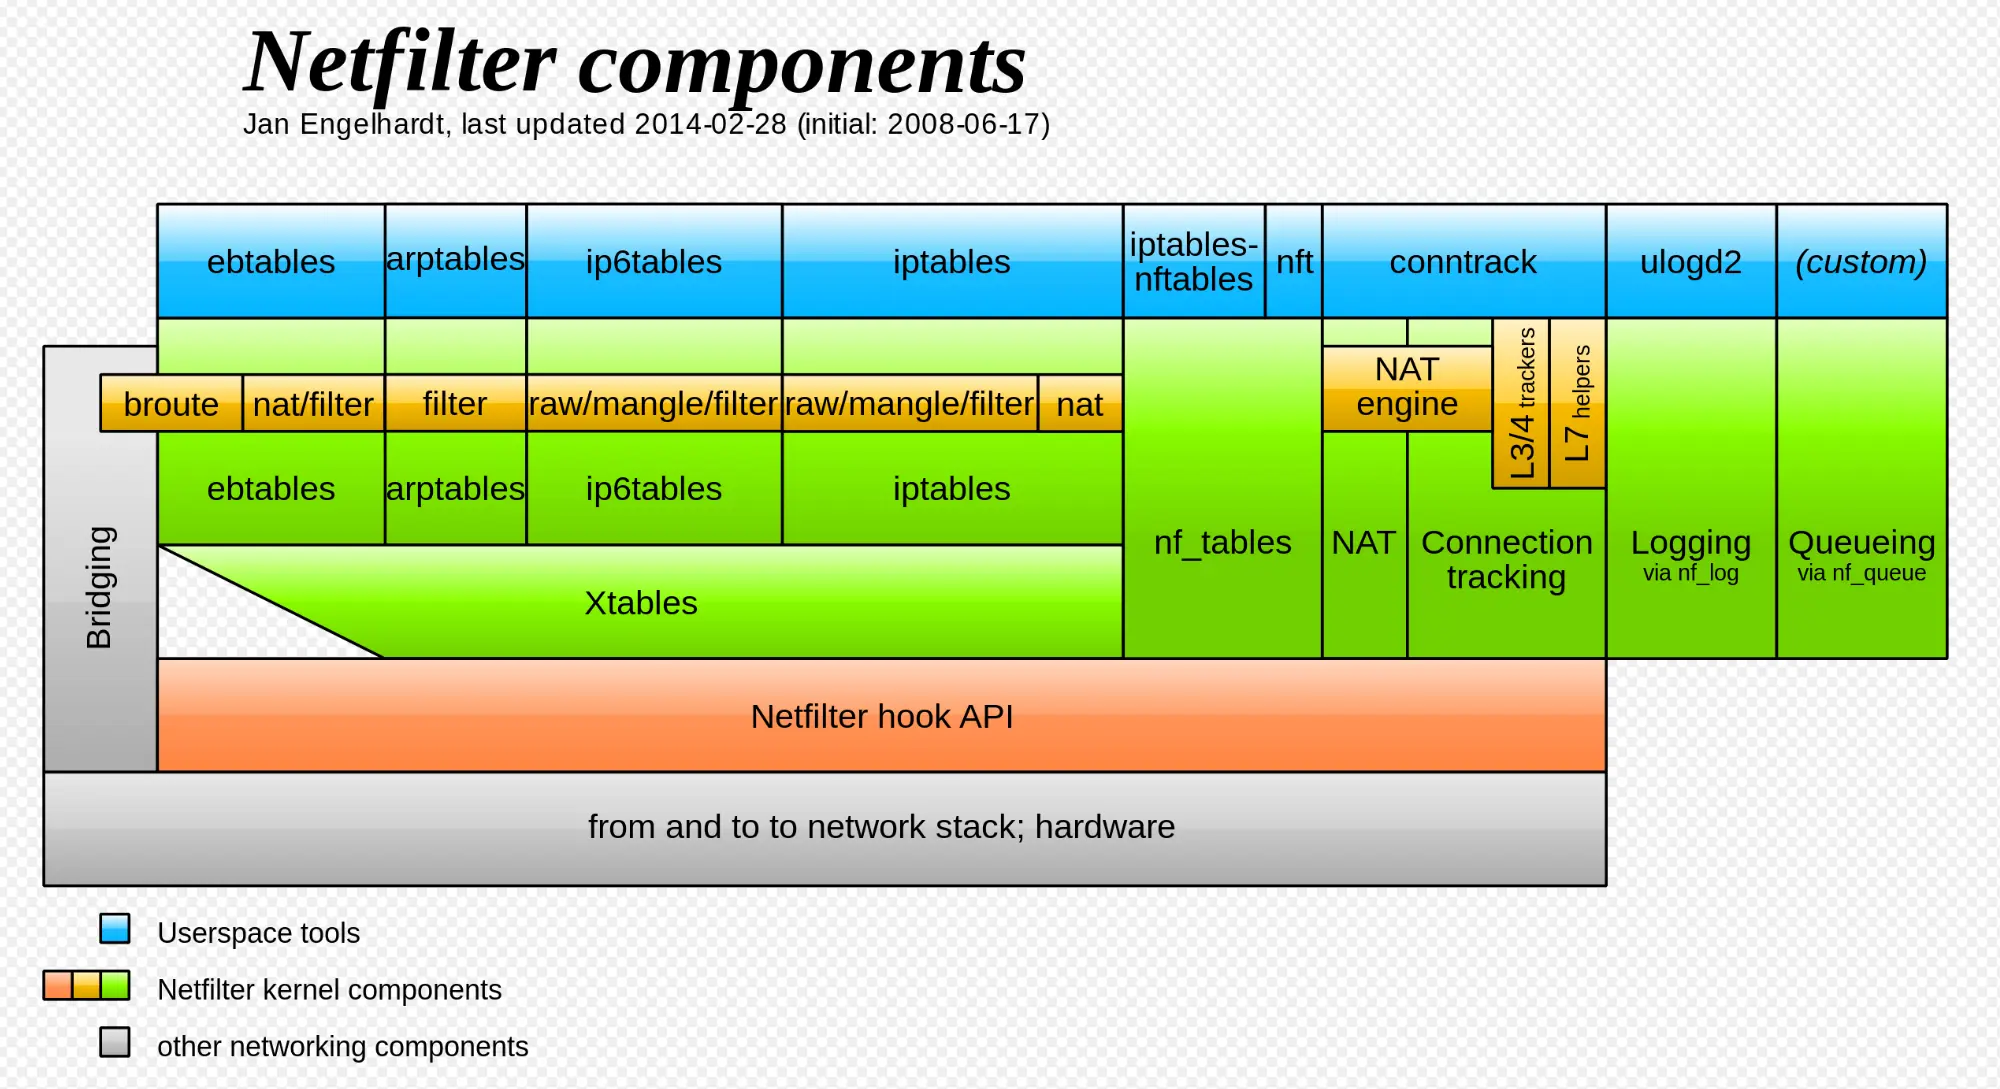 Netfilter components
Jan Engelhardt, last updated 2014-02-28 (initial: 2008-06-17)
ebtables
arptables
ip6tables
iptables
iptables-
nftables
nft
conntrack
ulogd2
(custom)
broute
nat/filter
filter
raw/mangle/filter
raw/mangle/filter
nat
NAT
engine
L3/4 trackers
L7 helpers
ebtables
arptables
ip6tables
iptables
nf_tables
NAT
Connection
tracking
Logging
via nf_log
Queueing
via nf_queue
Bridging
Xtables
Netfilter hook API
from and to to network stack; hardware
Userspace tools
Netfilter kernel components
other networking components